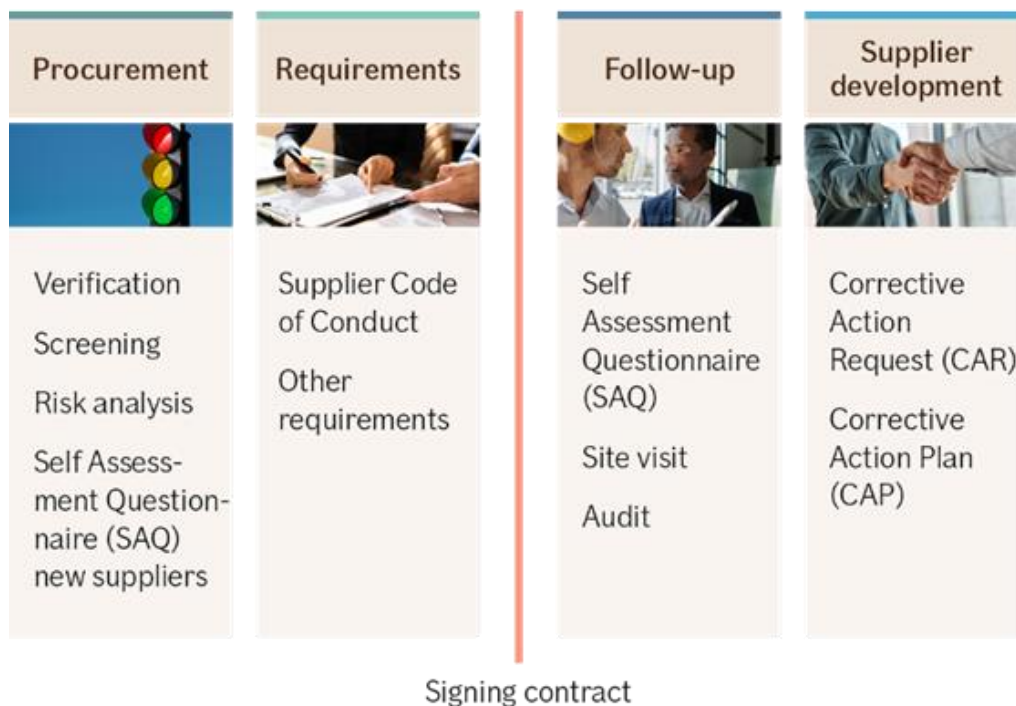 Procurement
Verification
Screening
Risk analysis
Self Assess-
ment Question-
naire (SAQ)
new suppliers
Requirements
Supplier Code
of Conduct
Other
requirements
Follow-up
Self
Assessment
Questionnaire
(SAQ)
Site visit
Audit
Supplier
development
Corrective
Action
Request (CAR)
Corrective
Action Plan
(CAP)
Signing contract